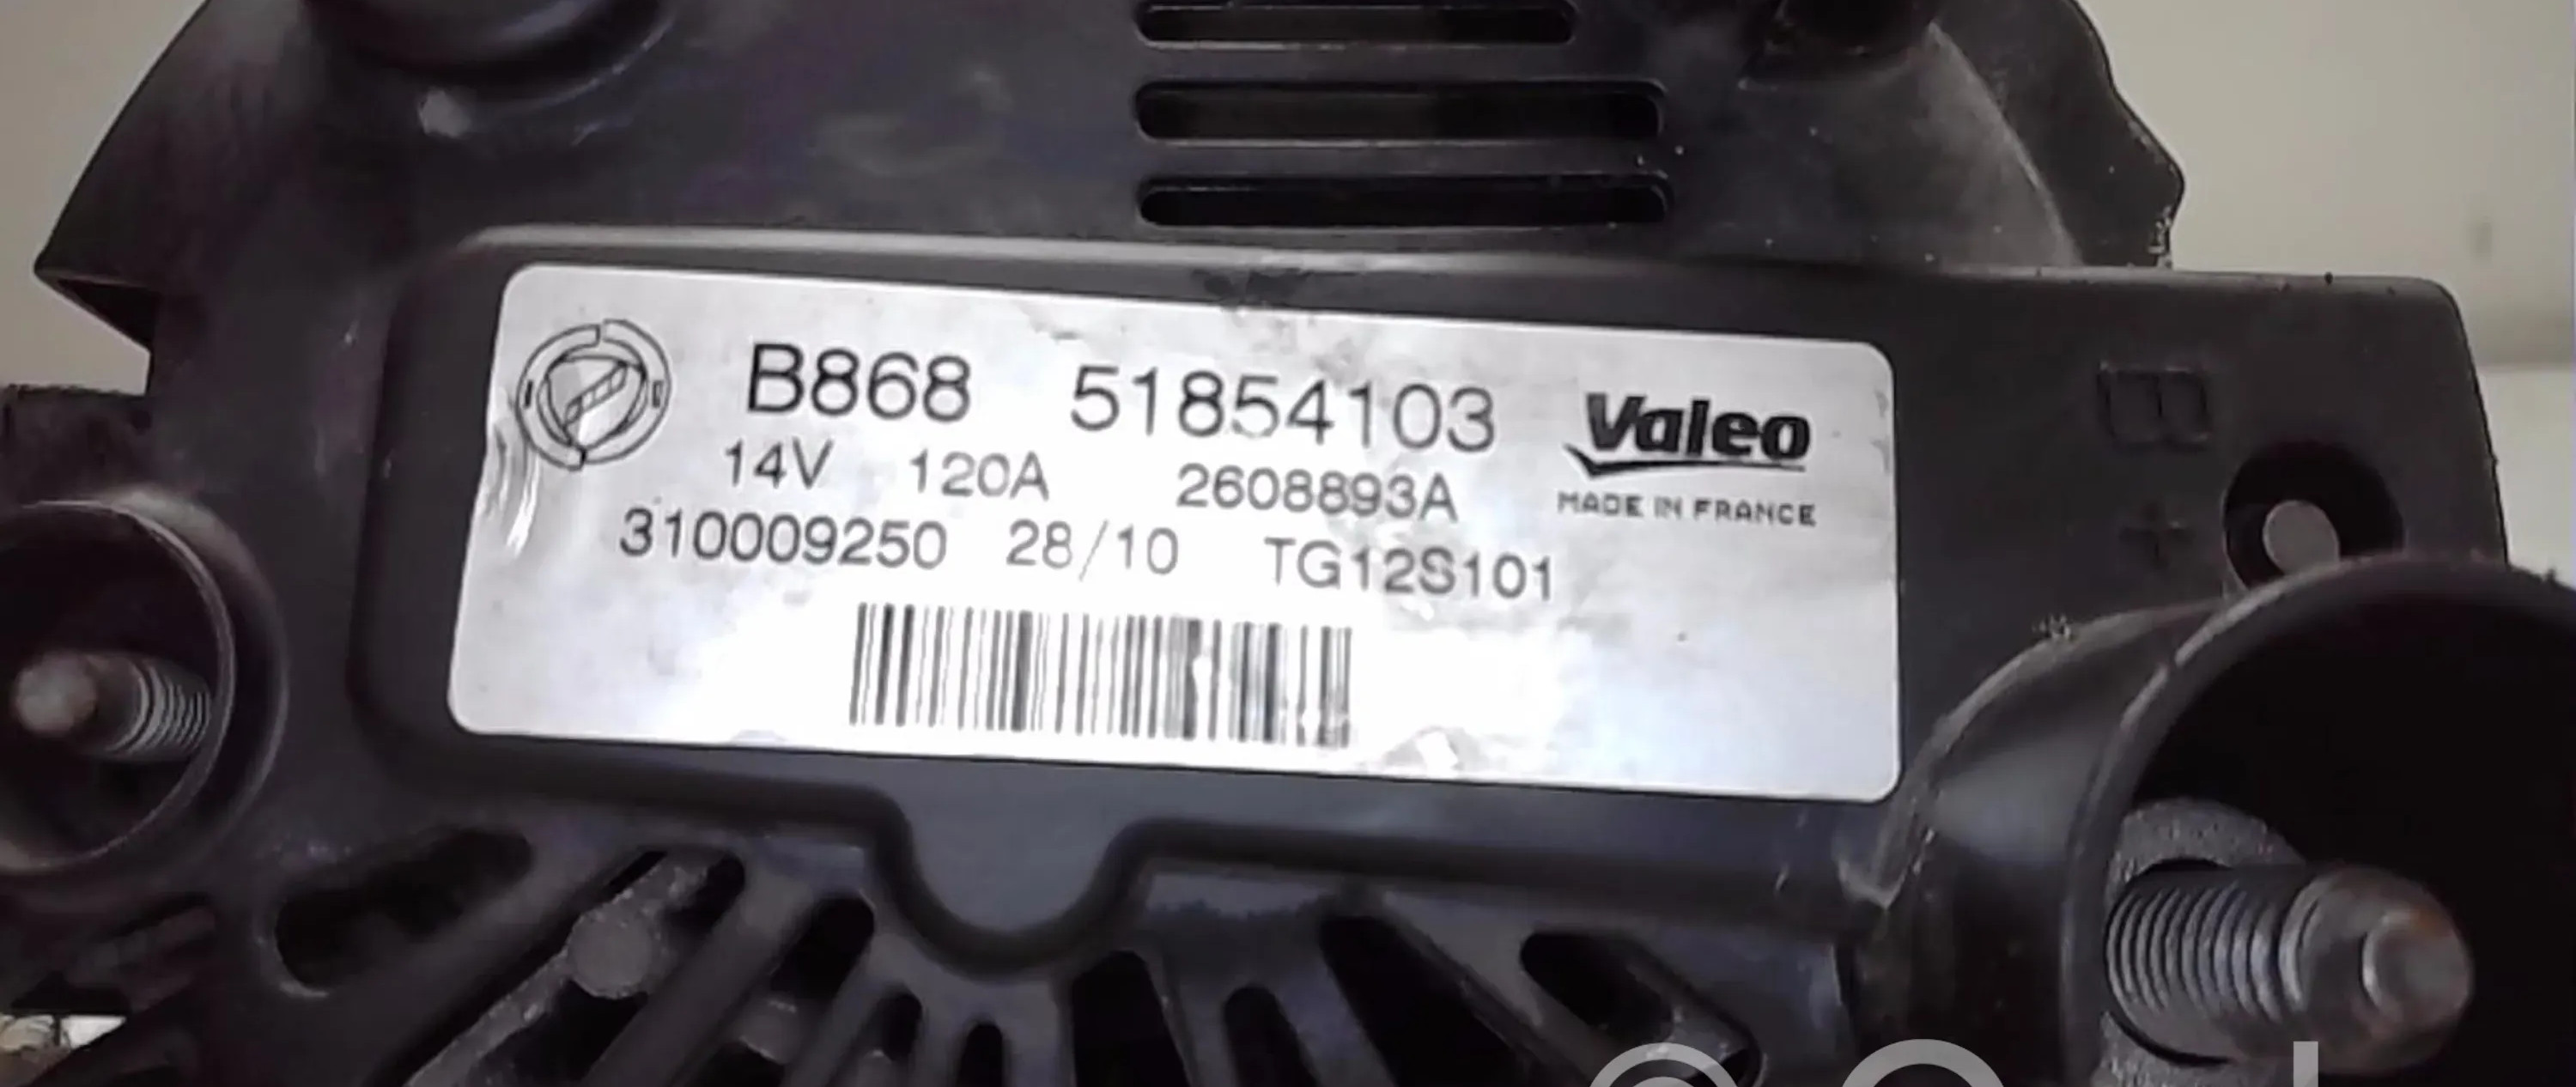 B868 51854103 Valeo
14V 120A 2608893A MADE IN FRANCE
310009250 28/10 TG12S101
B
+